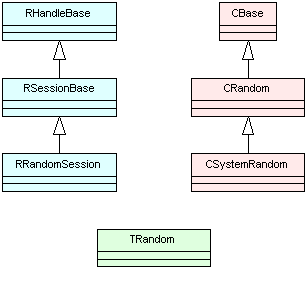 RHandleBase
CBase
RSessionBase
CRandom
RRandomSession
CSystemRandom
TRandom